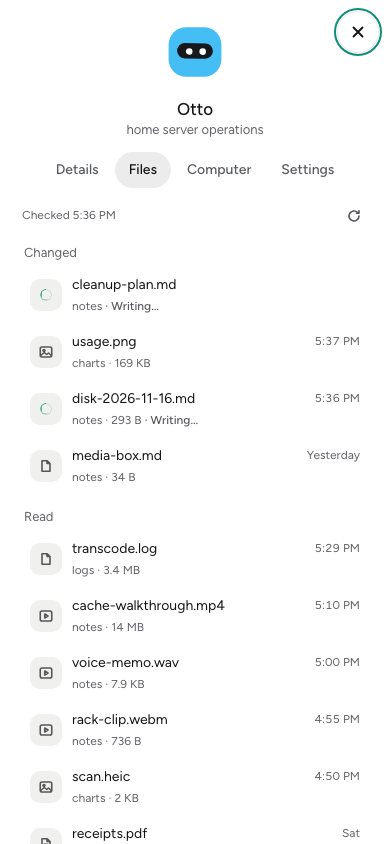 Otto
home server operations
Details Files Computer Settings
Checked 5:36 PM
Changed
cleanup-plan.md
notes · Writing...
usage.png 5:37 PM
charts · 169 KB
disk-2026-11-16.md 5:36 PM
notes · 293 B · Writing...
media-box.md Yesterday
notes · 34 B
Read
transcode.log 5:29 PM
logs · 3.4 MB
cache-walkthrough.mp4 5:10 PM
notes · 14 MB
voice-memo.wav 5:00 PM
notes · 7.9 KB
rack-clip.webm 4:55 PM
notes · 736 B
scan.heic 4:50 PM
charts · 2 KB
receipts.pdf Sat